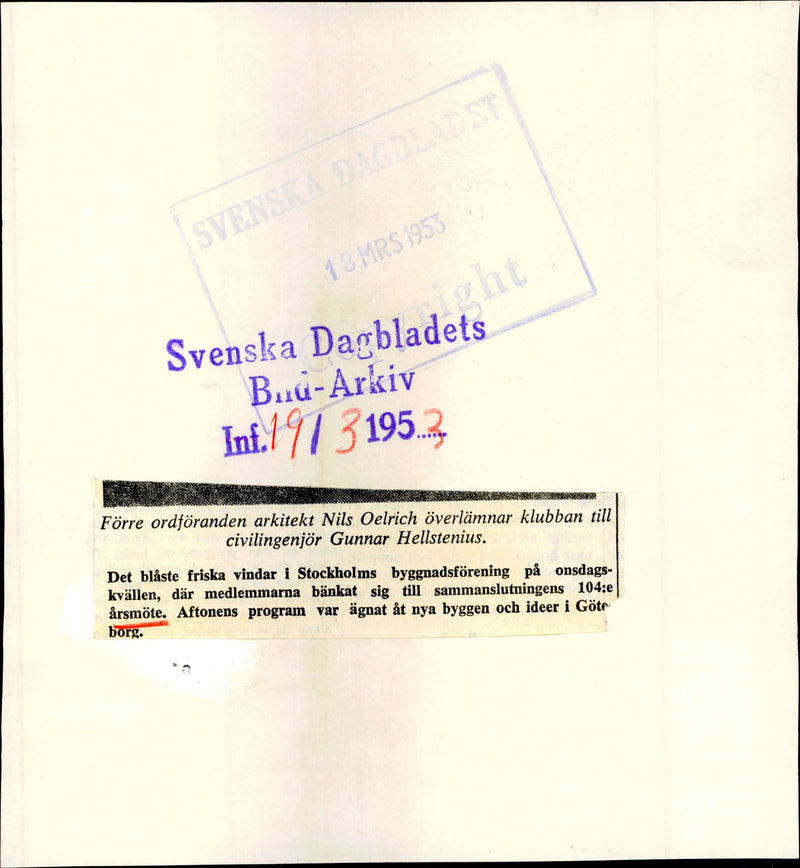 SVENSKA DAGBLADET
18 MRS 1953
Copyright
Svenska Dagbladets
Bild-Arkiv
Inf. 19 / 3 1953
Förre ordföranden arkitekt Nils Oelrich överlämnar klubban till
civilingenjör Gunnar Hellstenius.
Det blåste friska vindar i Stockholms byggnadsförening på onsdags-
kvällen, där medlemmarna bänkat sig till sammanslutningens 104:e
årsmöte. Aftonens program var ägnat åt nya byggen och ideer i Göte
borg.